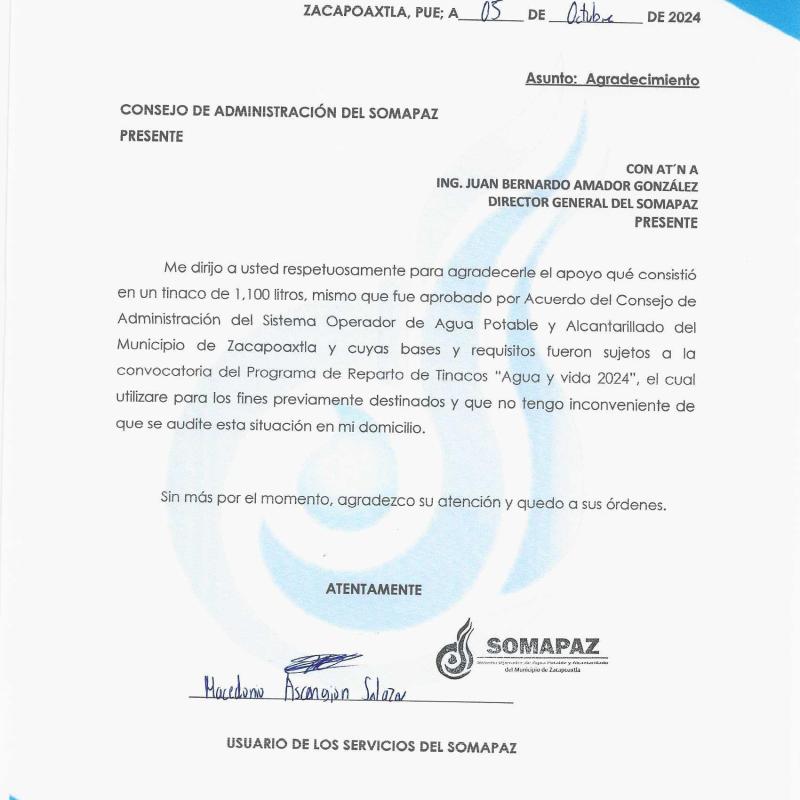 ZACAPOAXTLA, PUE; A 05 DE Octubre DE 2024
Asunto: Agradecimiento
CONSEJO DE ADMINISTRACIÓN DEL SOMAPAZ
PRESENTE
CON AT´N A
ING. JUAN BERNARDO AMADOR GONZÁLEZ
DIRECTOR GENERAL DEL SOMAPAZ
PRESENTE
Me dirijo a usted respetuosamente para agradecerle el apoyo qué consistió
en un tinaco de 1,100 litros, mismo que fue aprobado por Acuerdo del Consejo de
Administración del Sistema Operador de Agua Potable y Alcantarillado del
Municipio de Zacapoaxtla y cuyas bases y requisitos fueron sujetos a la
convocatoria del Programa de Reparto de Tinacos "Agua y vida 2024", el cual
utilizare para los fines previamente destinados y que no tengo inconveniente de
que se audite esta situación en mi domicilio.
Sin más por el momento, agradezco su atención y quedo a sus órdenes.
ATENTAMENTE
SOMAPAZ
Sistema Operador de Agua Potable y Alcantarillado
del Municipio de Zacapoaxtla
Macedonio Ascension Salazar
USUARIO DE LOS SERVICIOS DEL SOMAPAZ